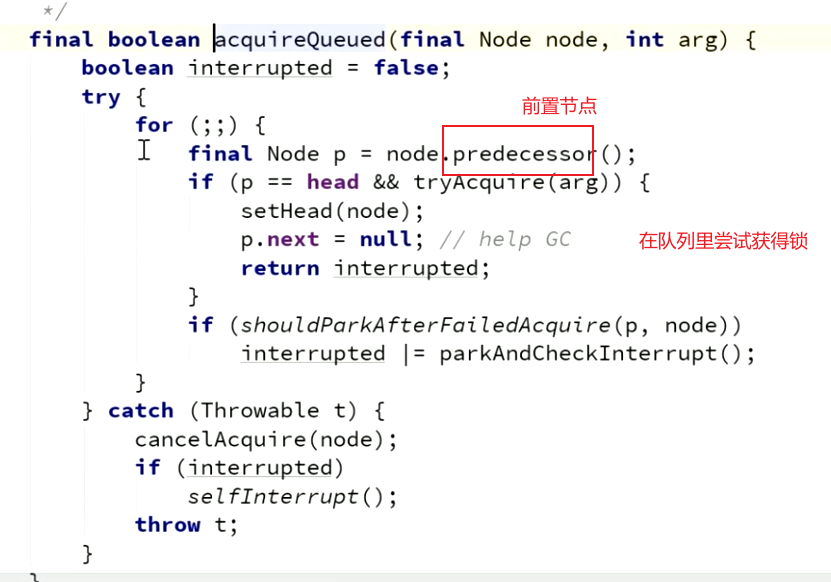 */
final boolean acquireQueued(final Node node, int arg) {
boolean interrupted = false;
try {
前置节点
for (;;) {
final Node p = node.predecessor();
if (p == head && tryAcquire(arg)) {
setHead(node);
p.next = null; // help GC
在队列里尝试获得锁
return interrupted;
}
if (shouldParkAfterFailedAcquire(p, node))
interrupted |= parkAndCheckInterrupt();
}
} catch (Throwable t) {
cancelAcquire(node);
if (interrupted)
selfInterrupt();
throw t;
}
}